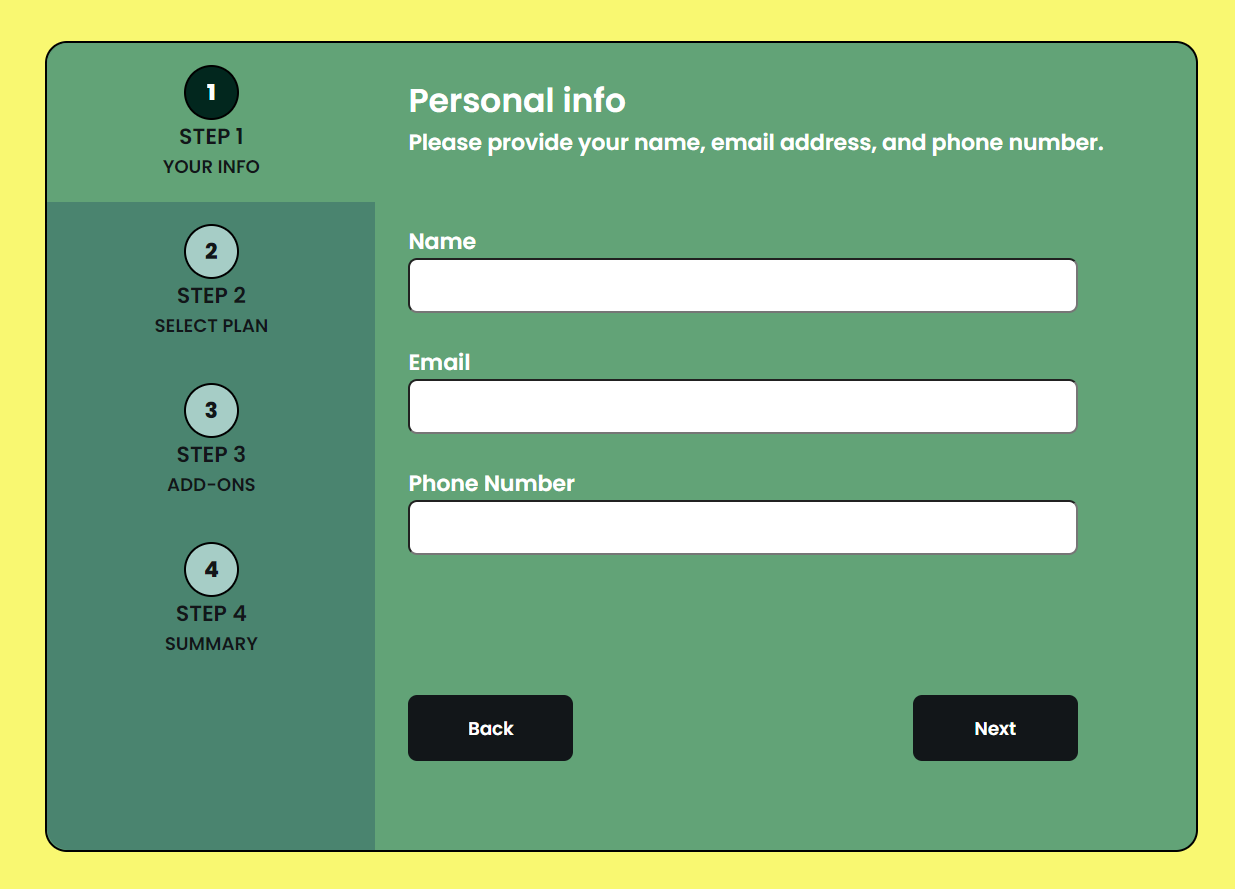 1
STEP 1
YOUR INFO
2
STEP 2
SELECT PLAN
3
STEP 3
ADD-ONS
4
STEP 4
SUMMARY
Personal info
Please provide your name, email address, and phone number.
Name
Email
Phone Number
Back
Next